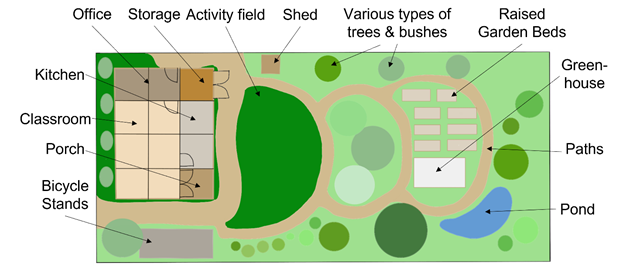 Office
Storage
Activity field
Shed
Various types of
trees & bushes
Raised
Garden Beds
Green-
house
Kitchen
Classroom
Porch
Bicycle
Stands
Paths
Pond